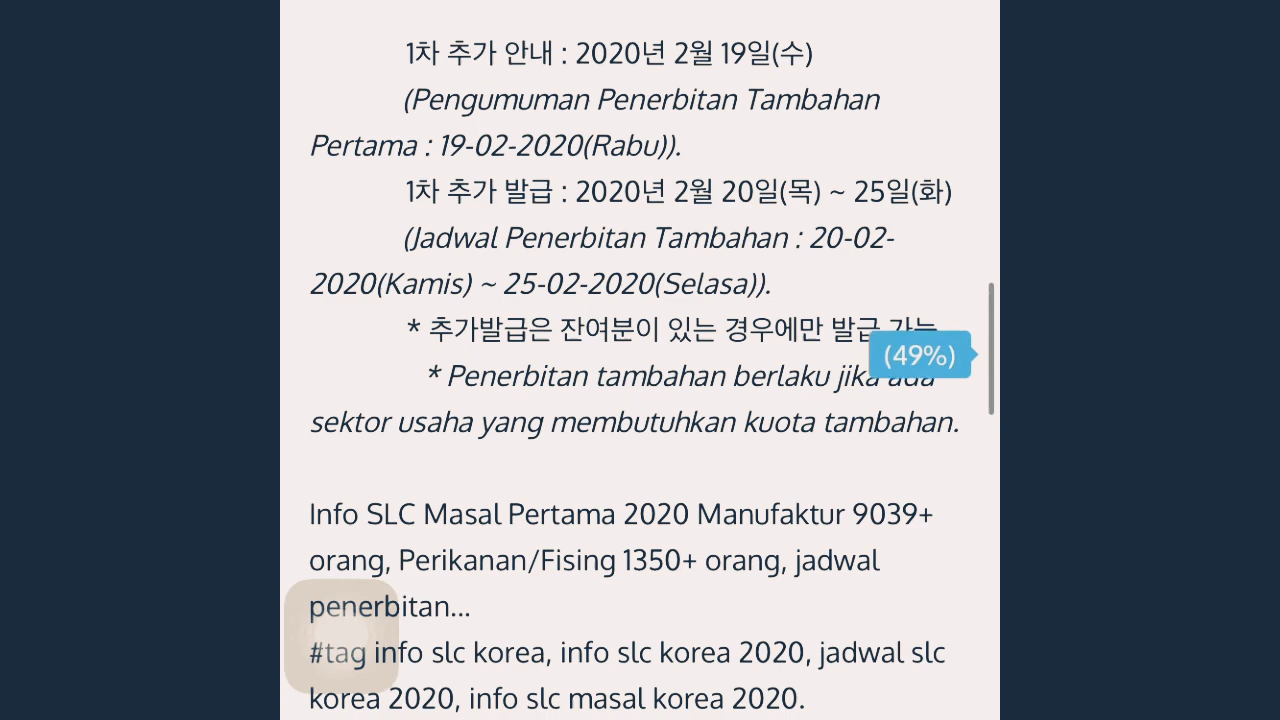 1차 추가 안내 : 2020년 2월 19일(수)
(Pengumuman Penerbitan Tambahan
Pertama : 19-02-2020(Rabu)).
1차 추가 발급 : 2020년 2월 20일(목) ~ 25일(화)
(Jadwal Penerbitan Tambahan : 20-02-
2020(Kamis) ~ 25-02-2020(Selasa)).
* 추가발급은 잔여분이 있는 경우에만 발급 가능
(49%)
* Penerbitan tambahan berlaku jika ada
sektor usaha yang membutuhkan kuota tambahan.
Info SLC Masal Pertama 2020 Manufaktur 9039+
orang, Perikanan/Fising 1350+ orang, jadwal
penerbitan...
#tag info slc korea, info slc korea 2020, jadwal slc
korea 2020, info slc masal korea 2020.